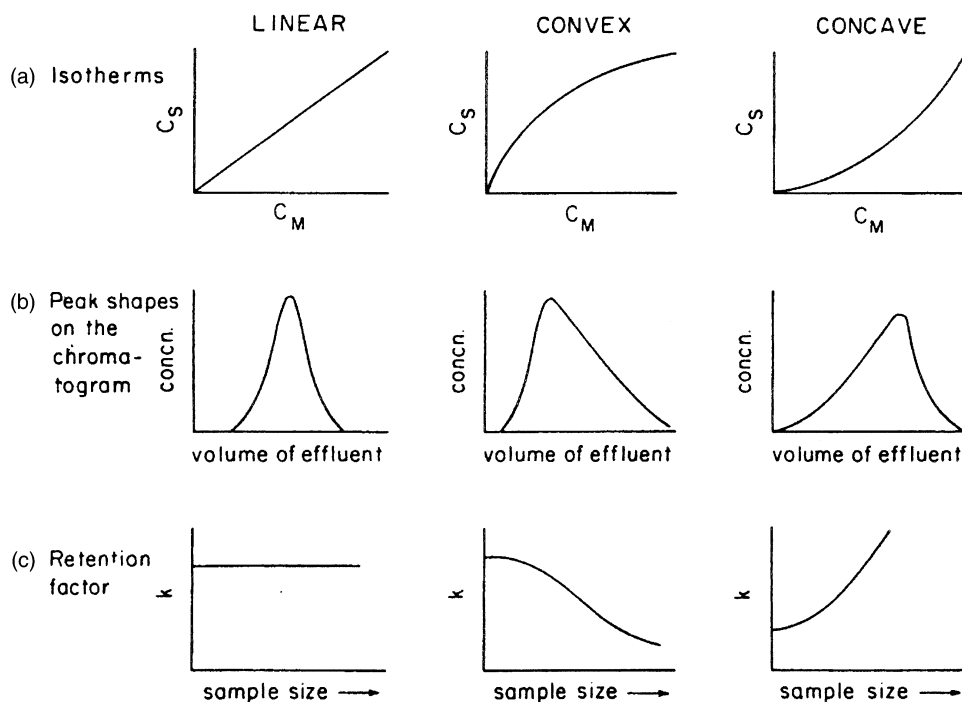 LINEAR CONVEX CONCAVE
(a) Isotherms
C_S C_S C_S
C_M C_M C_M
(b) Peak shapes
on the
chroma-
togram
concn. concn. concn.
volume of effluent volume of effluent volume of effluent
(c) Retention
factor
k k k
sample size → sample size → sample size →